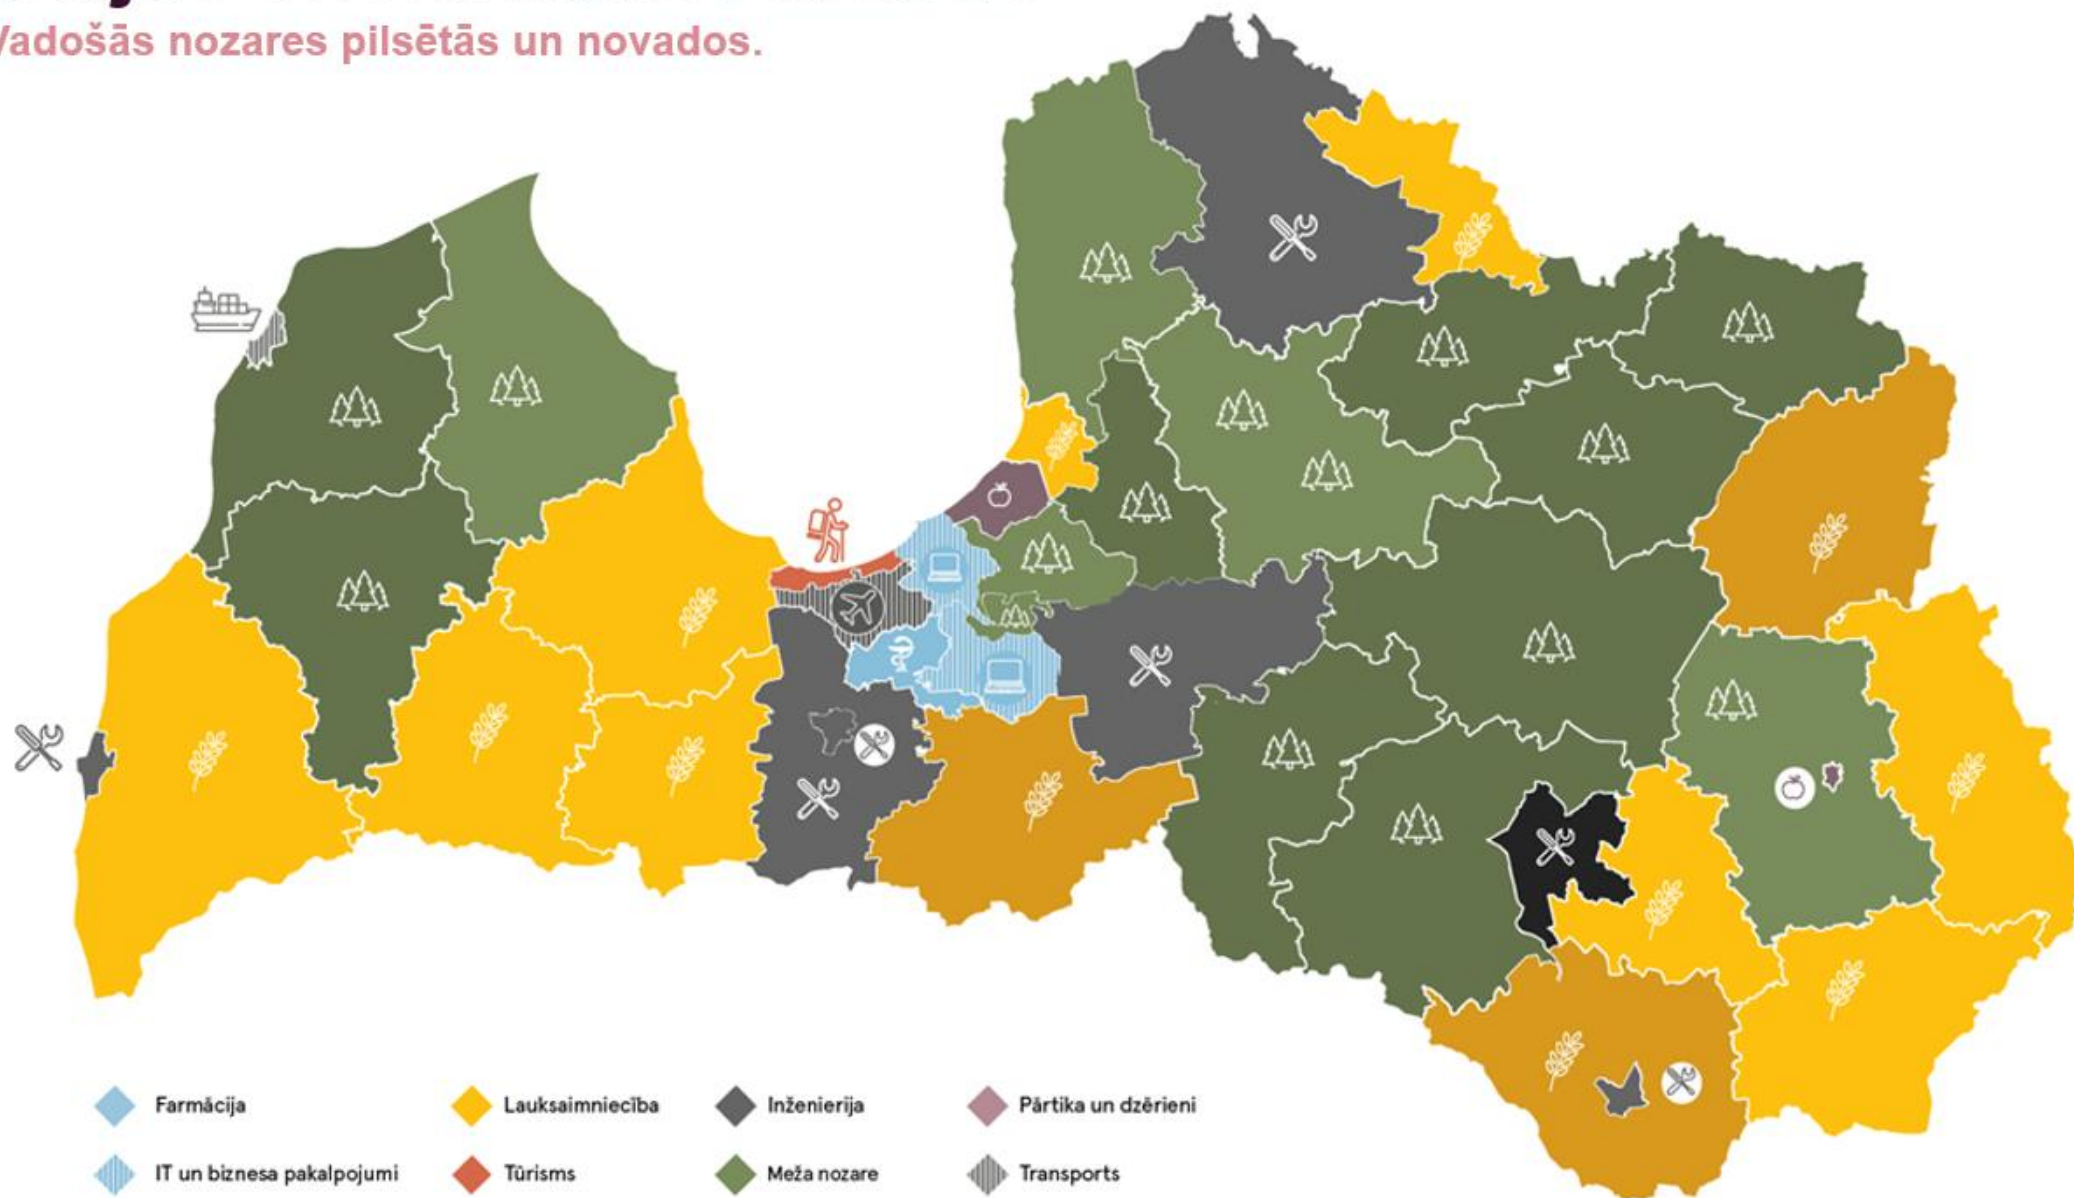 Vadošās nozares pilsētās un novados.
Farmācija
Lauksaimniecība
Inženierija
Pārtika un dzērieni
IT un biznesa pakalpojumi
Tūrisms
Meža nozare
Transports